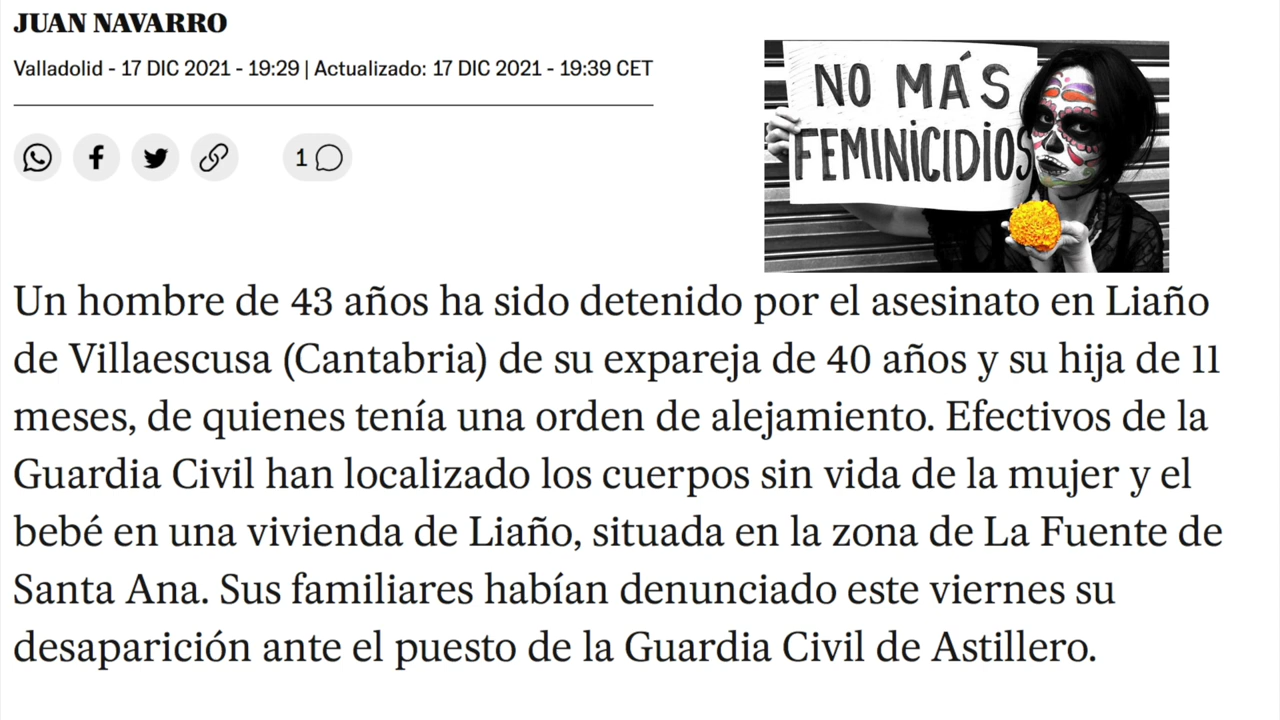 JUAN NAVARRO
Valladolid - 17 DIC 2021 - 19:29 | Actualizado: 17 DIC 2021 - 19:39 CET
1
NO MÁS
FEMINICIDIOS
Un hombre de 43 años ha sido detenido por el asesinato en Liaño
de Villaescusa (Cantabria) de su expareja de 40 años y su hija de 11
meses, de quienes tenía una orden de alejamiento. Efectivos de la
Guardia Civil han localizado los cuerpos sin vida de la mujer y el
bebé en una vivienda de Liaño, situada en la zona de La Fuente de
Santa Ana. Sus familiares habían denunciado este viernes su
desaparición ante el puesto de la Guardia Civil de Astillero.